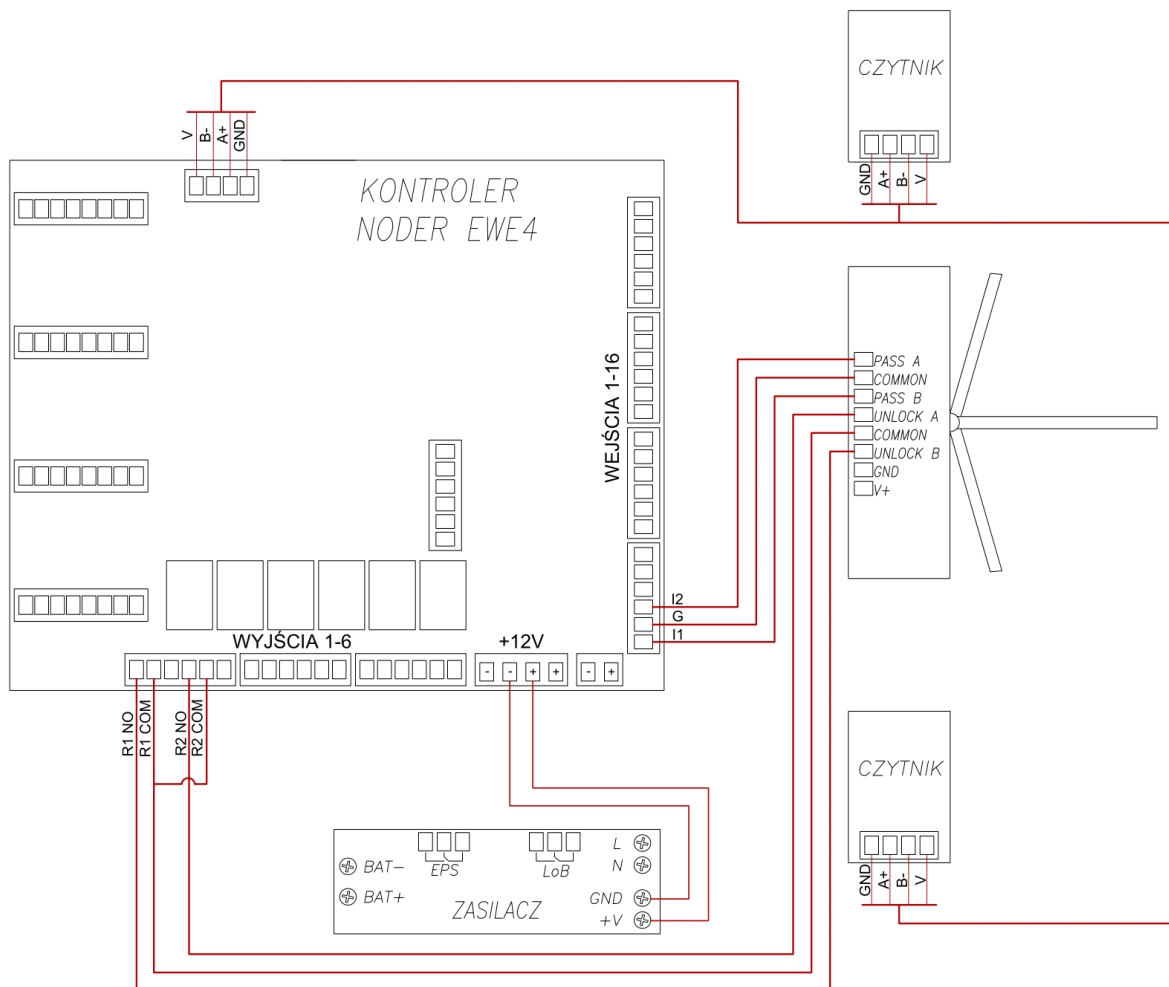 CZYTNIK
GND
A+
B-
V
V
B-
A+
GND
KONTROLER
NODER EWE4
WEJŚCIA 1-16
PASS A
COMMON
PASS B
UNLOCK A
COMMON
UNLOCK B
GND
V+
I2
G
I1
WYJŚCIA 1-6
+12V
- - + +
- +
R1 NO
R1 COM
R2 NO
R2 COM
CZYTNIK
GND
A+
B-
V
BAT-
BAT+
EPS
LoB
L
N
GND
+V
ZASILACZ